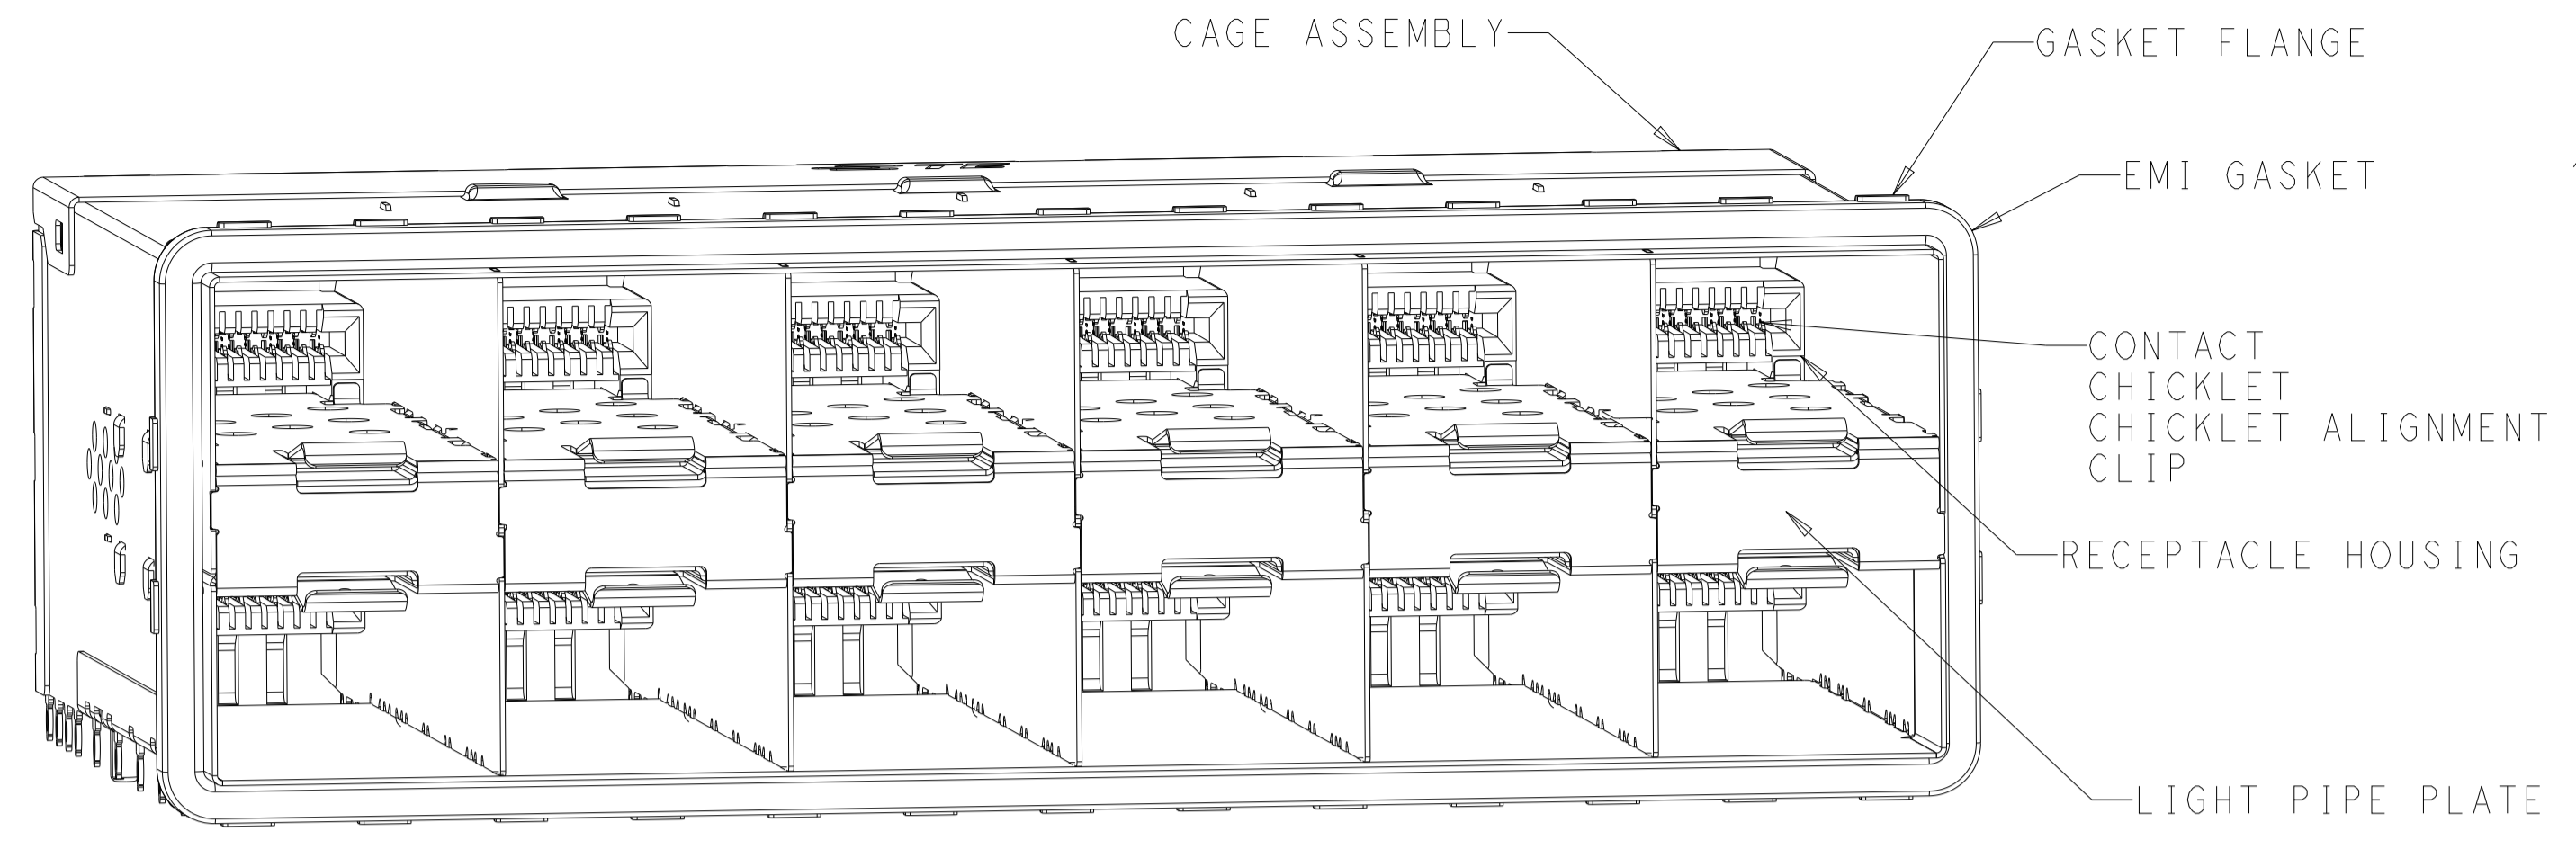 CAGE ASSEMBLY
GASKET FLANGE
EMI GASKET
CONTACT
CHICKLET
CHICKLET ALIGNMENT
CLIP
RECEPTACLE HOUSING
LIGHT PIPE PLATE